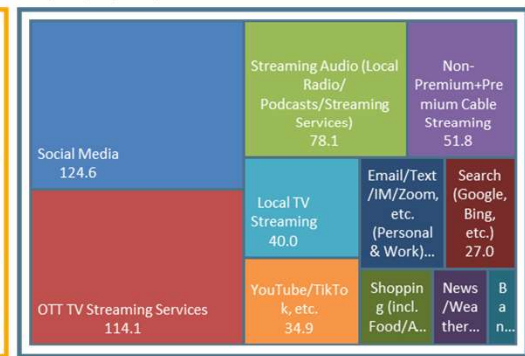 Social Media
124.6
OTT TV Streaming Services
114.1
Streaming Audio (Local
Radio/
Podcasts/Streaming
Services)
78.1
Non-
Premium+Pre
mium Cable
Streaming
51.8
Local TV
Streaming
40.0
YouTube/TikTo
k, etc.
34.9
Email/Text
/IM/Zoom,
etc.
(Personal
& Work)...
Search
(Google,
Bing,
etc.)
27.0
Shoppin
g (incl.
Food/A...
News
/Wea
ther...
B
a
n...